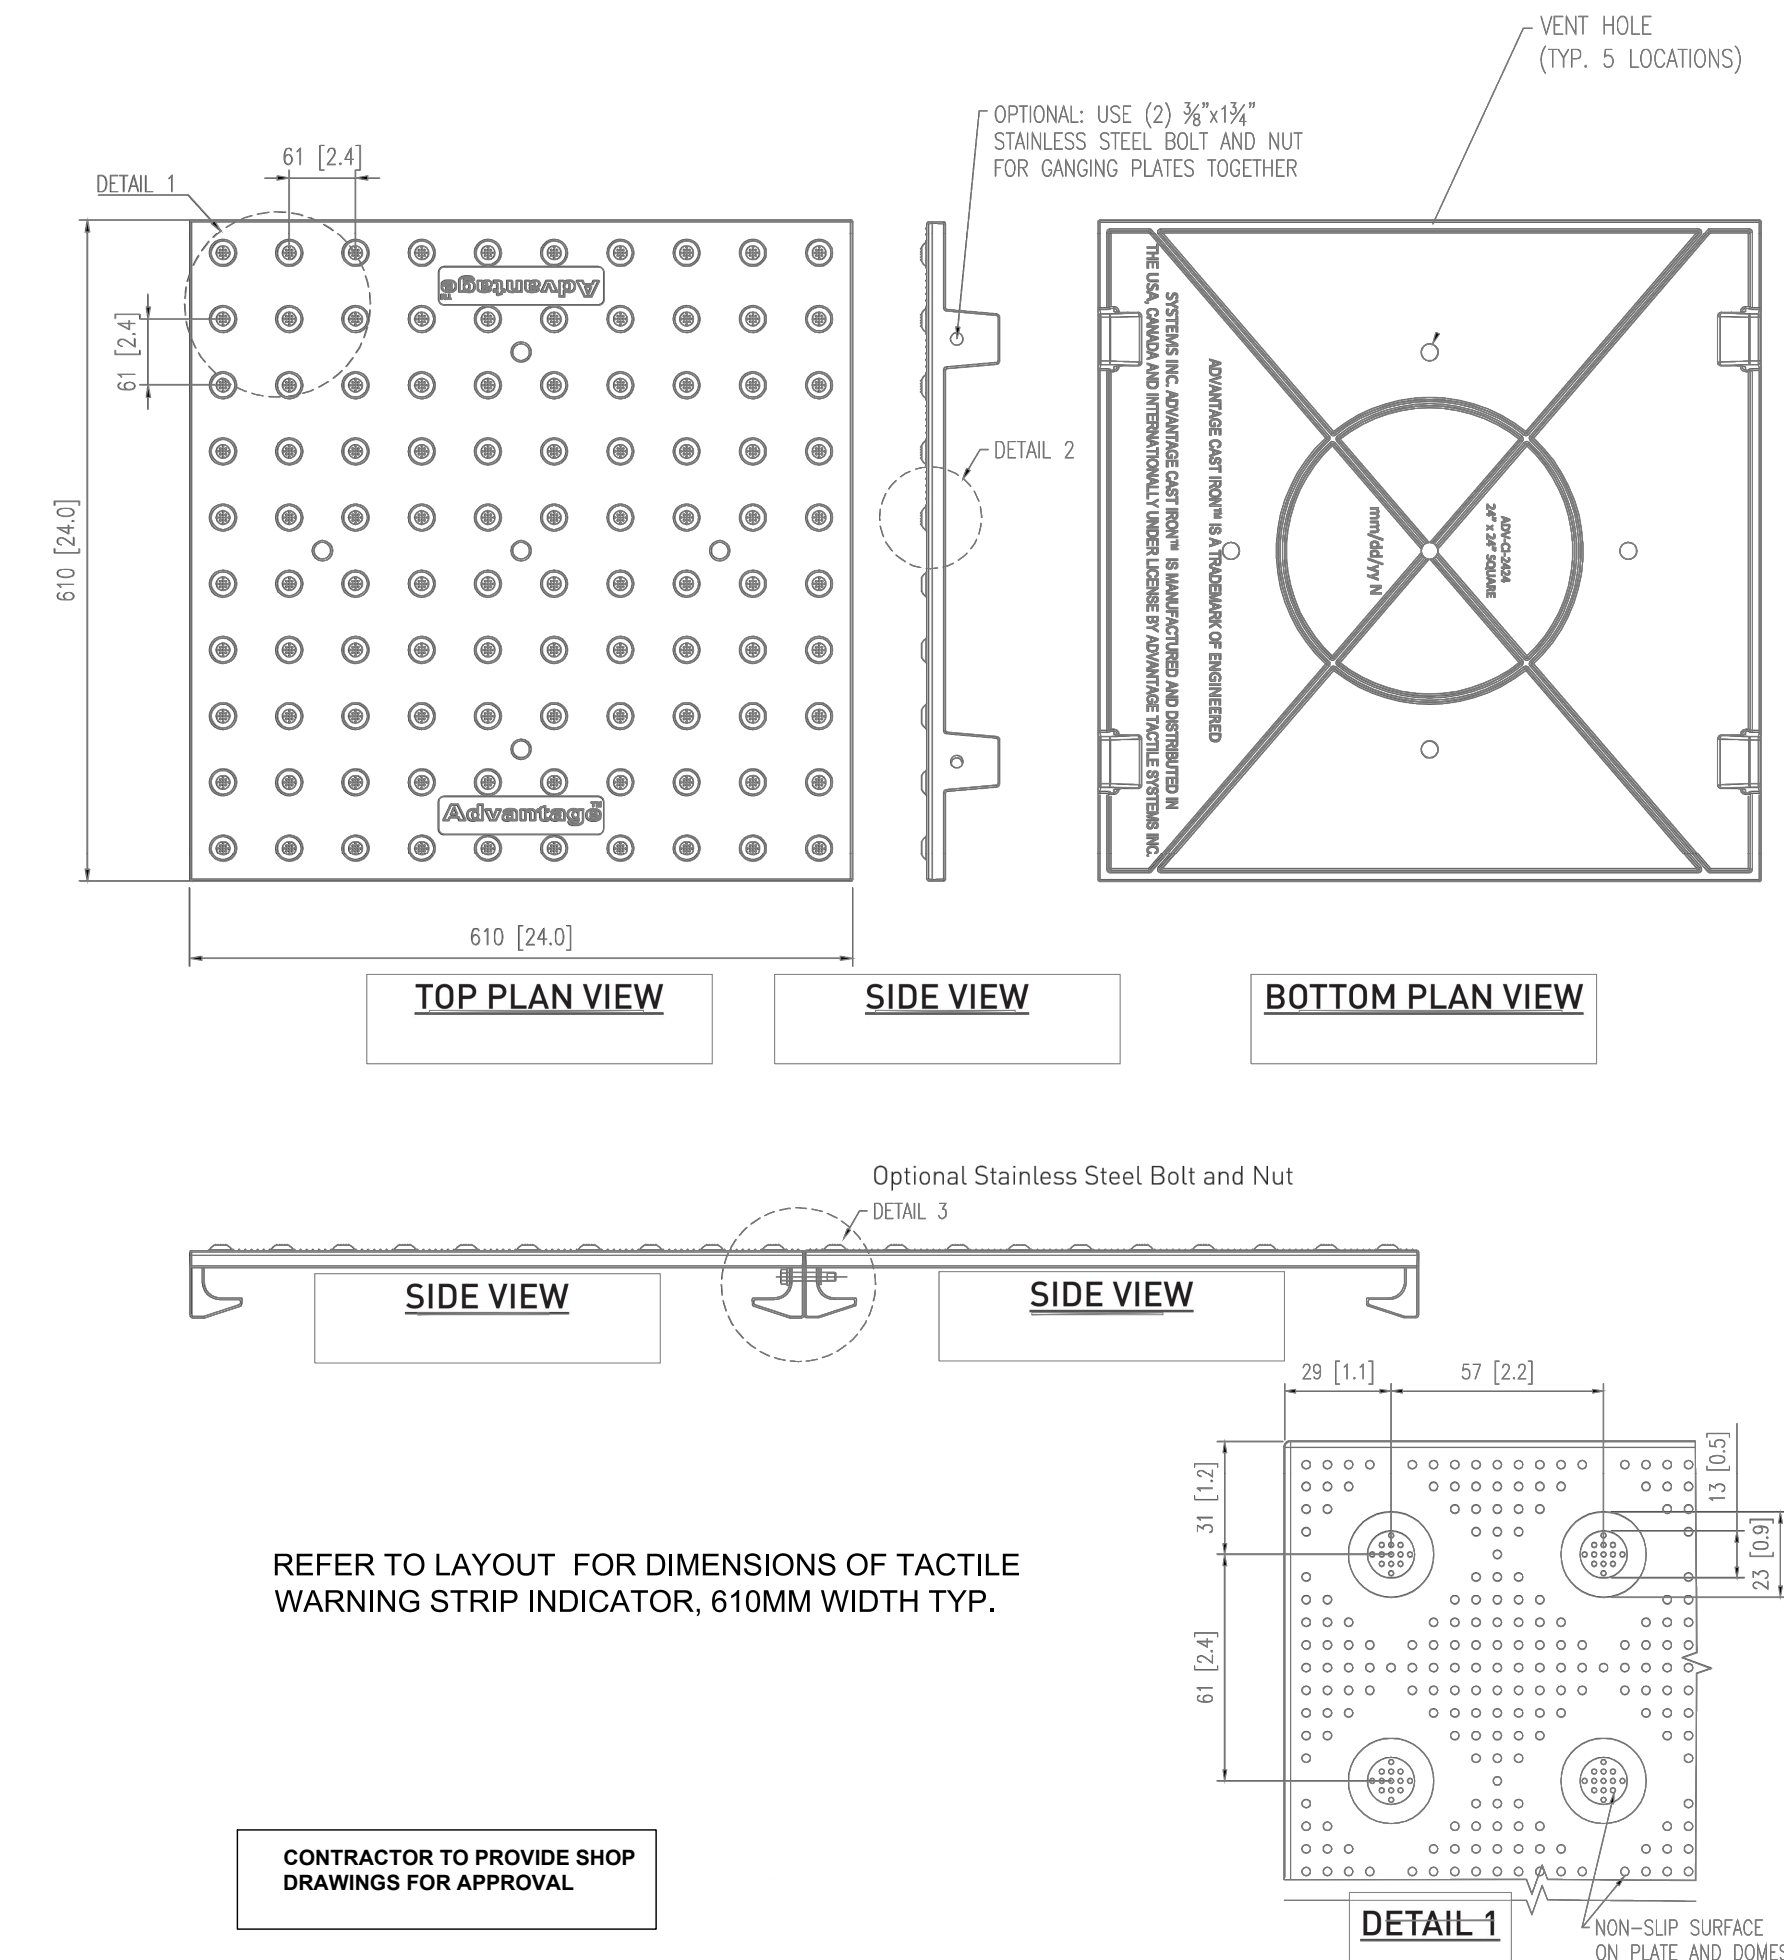 VENT HOLE
(TYP. 5 LOCATIONS)
OPTIONAL: USE (2) ⅜"x1¾"
STAINLESS STEEL BOLT AND NUT
FOR GANGING PLATES TOGETHER
DETAIL 1
61 [2.4]
61 [2.4]
610 [24.0]
Advantage™
Advantage™
610 [24.0]
DETAIL 2
THE USA, CANADA AND INTERNATIONALLY UNDER LICENSE BY ADVANTAGE TACTILE SYSTEMS INC.
SYSTEMS INC. ADVANTAGE CAST IRON™ IS MANUFACTURED AND DISTRIBUTED IN
ADVANTAGE CAST IRON™ IS A TRADEMARK OF ENGINEERED
mm/dd/yy N
ADV-CI-2424
24" x 24" SQUARE
TOP PLAN VIEW
SIDE VIEW
BOTTOM PLAN VIEW
Optional Stainless Steel Bolt and Nut
DETAIL 3
SIDE VIEW
SIDE VIEW
29 [1.1]
57 [2.2]
31 [1.2]
13 [0.5]
23 [0.9]
61 [2.4]
REFER TO LAYOUT FOR DIMENSIONS OF TACTILE
WARNING STRIP INDICATOR, 610MM WIDTH TYP.
CONTRACTOR TO PROVIDE SHOP
DRAWINGS FOR APPROVAL
DETAIL 1
NON-SLIP SURFACE
ON PLATE AND DOMES